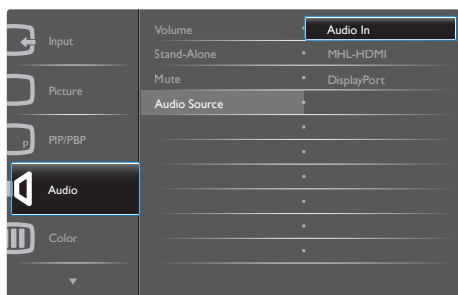 Input
Picture
P
PIP/PBP
Audio
Color
Volume
Stand-Alone
Mute
Audio Source
Audio In
MHL-HDMI
DisplayPort